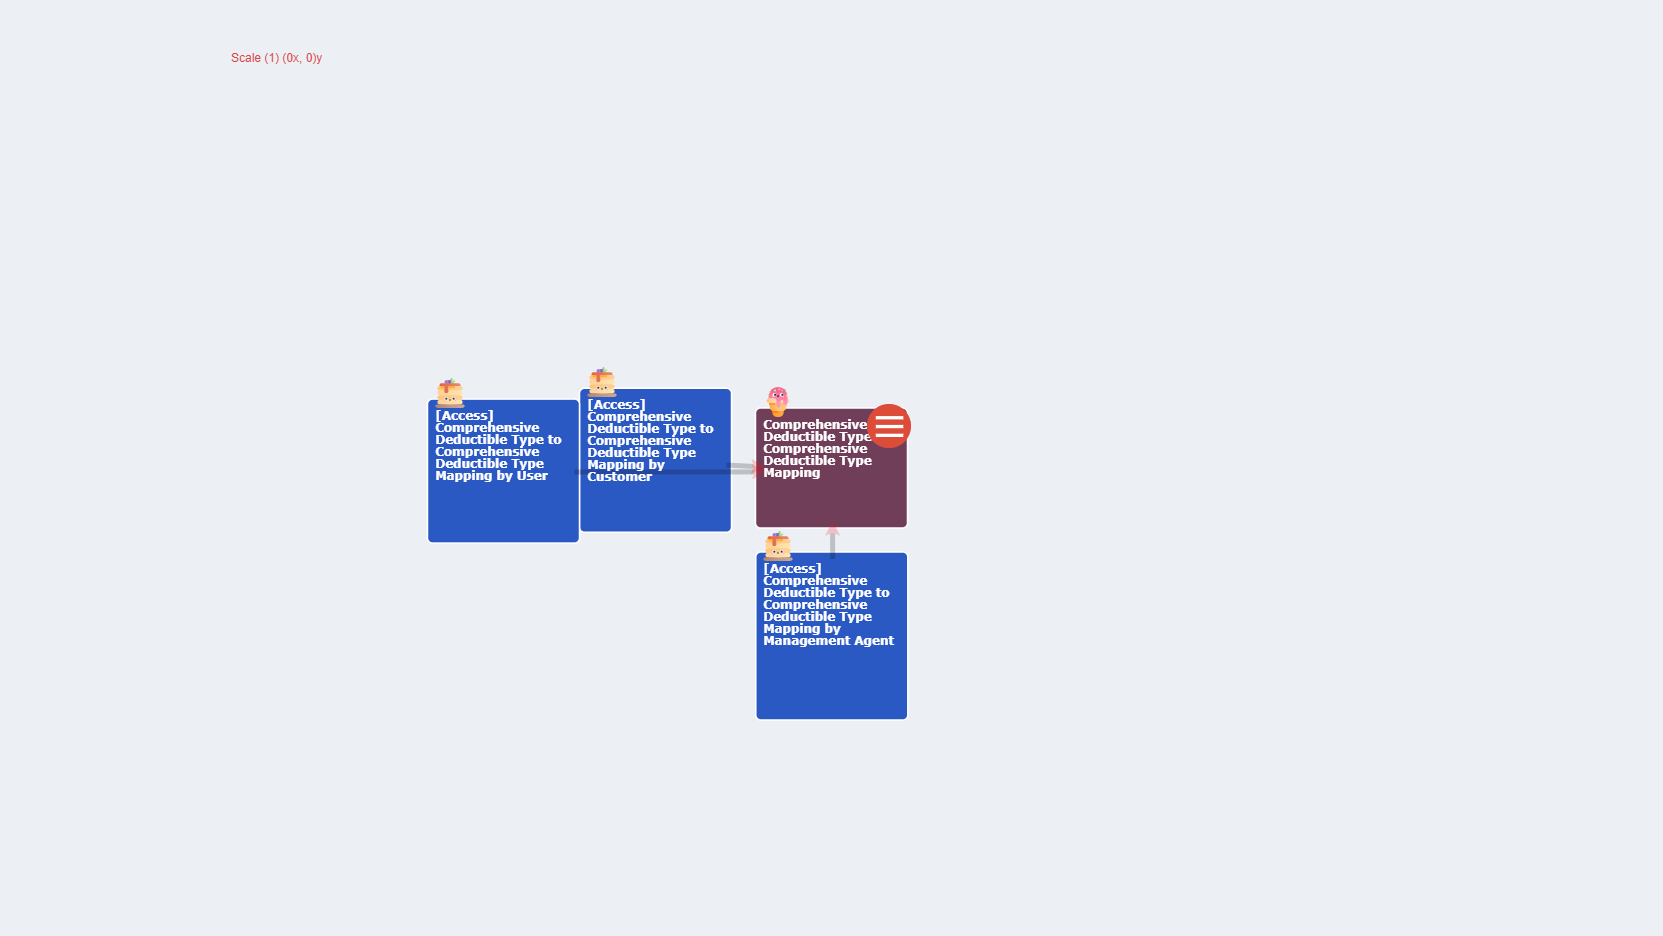 Scale (1) (0x, 0)y
[Access]
Comprehensive
Deductible Type to
Comprehensive
Deductible Type
Mapping by User
[Access]
Comprehensive
Deductible Type to
Comprehensive
Deductible Type
Mapping by
Customer
Comprehensive
Deductible Type
Comprehensive
Deductible Type
Mapping
[Access]
Comprehensive
Deductible Type to
Comprehensive
Deductible Type
Mapping by
Management Agent